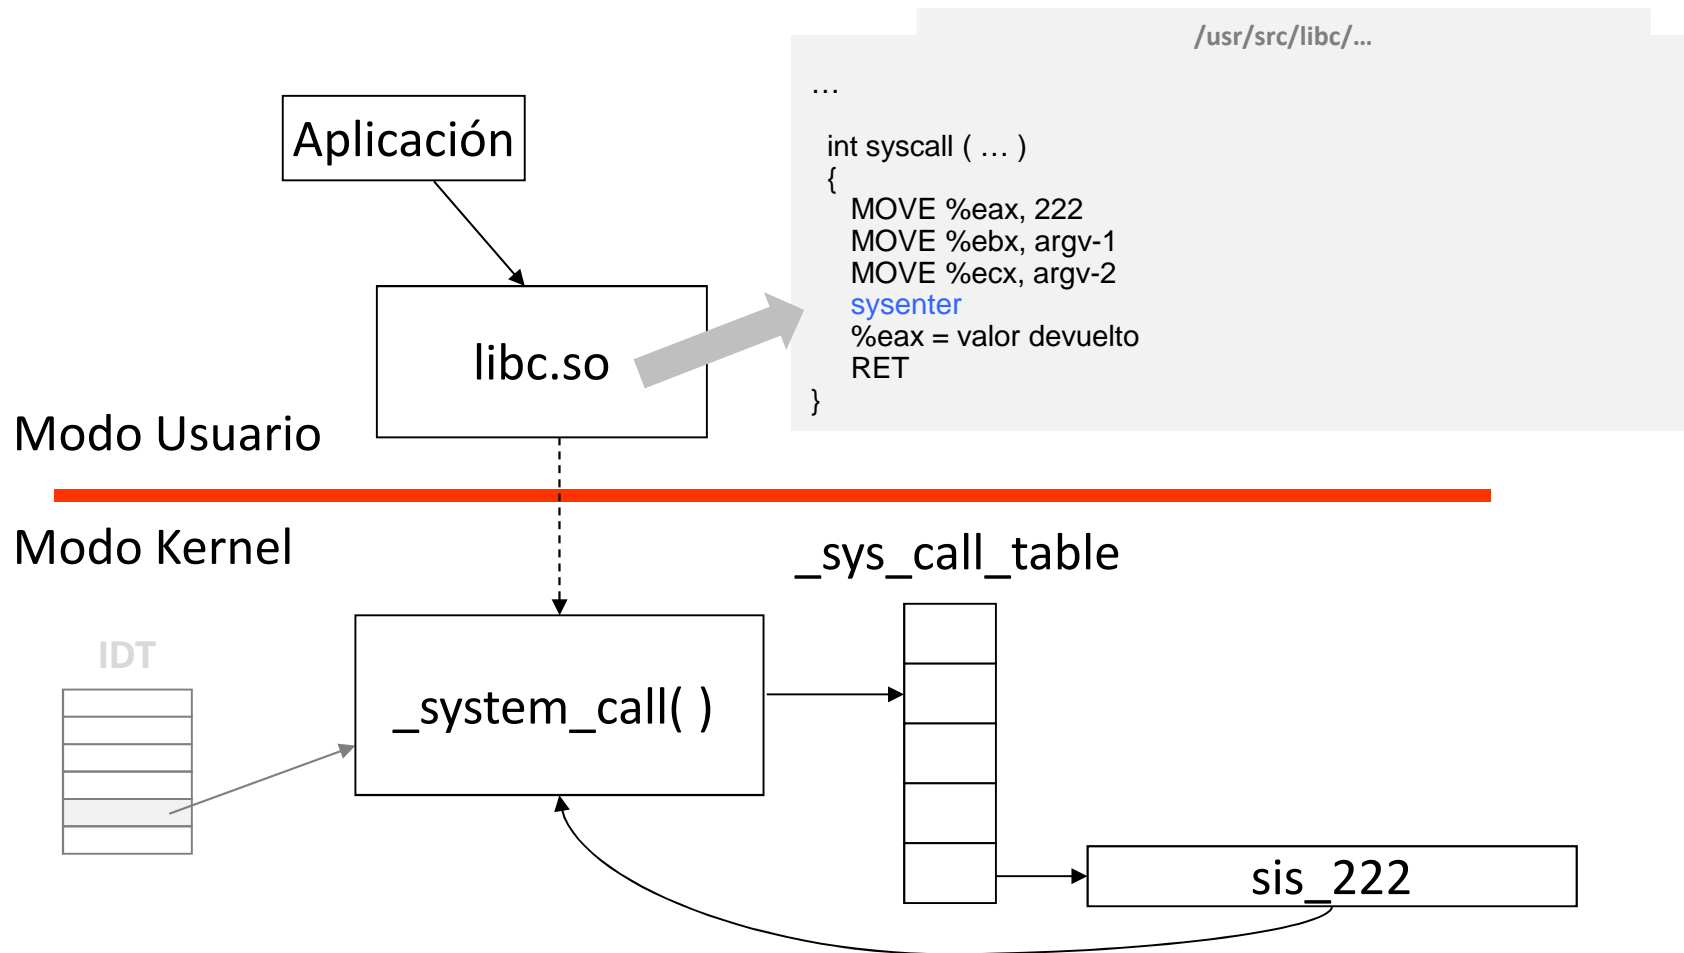 /usr/src/libc/...
Aplicación
…
int syscall ( … )
{
MOVE %eax, 222
MOVE %ebx, argv-1
MOVE %ecx, argv-2
sysenter
%eax = valor devuelto
RET
}
libc.so
Modo Usuario
Modo Kernel
_sys_call_table
IDT
_system_call( )
sis_222